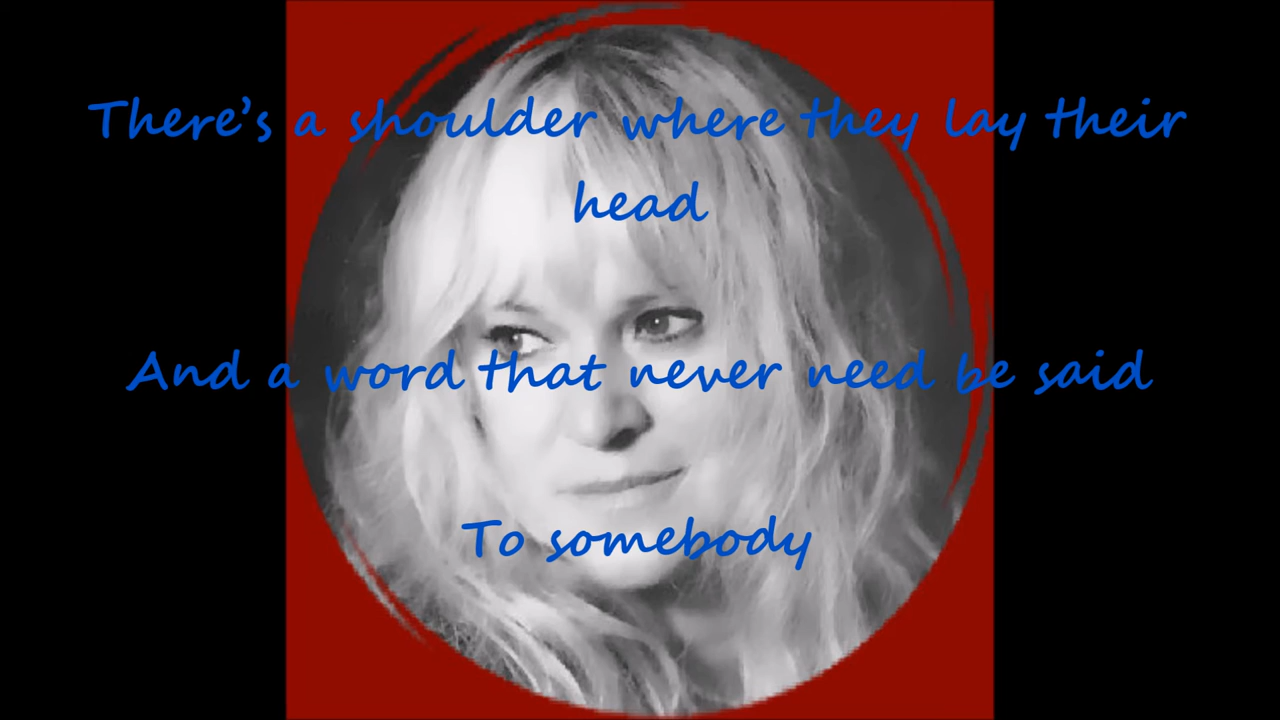 There's a shoulder where they lay their
head
And a word that never need be said
To somebody